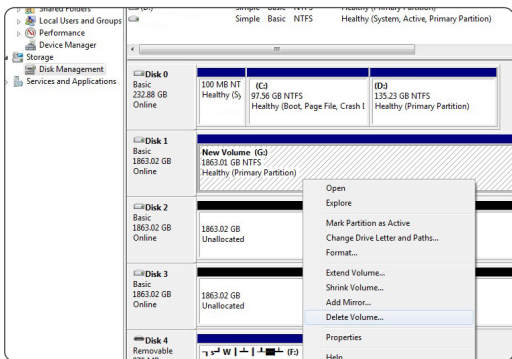 Shared Folders
Local Users and Groups
Performance
Device Manager
Storage
Disk Management
Services and Applications
Simple Basic NTFS
Simple Basic NTFS Healthy (System, Active, Primary Partition)
Disk 0
Basic
232.88 GB
Online
100 MB NT
Healthy (Sy
(C:)
97.56 GB NTFS
Healthy (Boot, Page File, Crash I
(D:)
135.23 GB NTFS
Healthy (Primary Partition)
Disk 1
Basic
1863.02 GB
Online
New Volume (G:)
1863.01 GB NTFS
Healthy (Primary Partition)
Disk 2
Basic
1863.02 GB
Online
1863.02 GB
Unallocated
Disk 3
Basic
1863.02 GB
Online
1863.02 GB
Unallocated
Disk 4
Removable
(F:)
Open
Explore
Mark Partition as Active
Change Drive Letter and Paths...
Format...
Extend Volume...
Shrink Volume...
Add Mirror...
Delete Volume...
Properties
Help